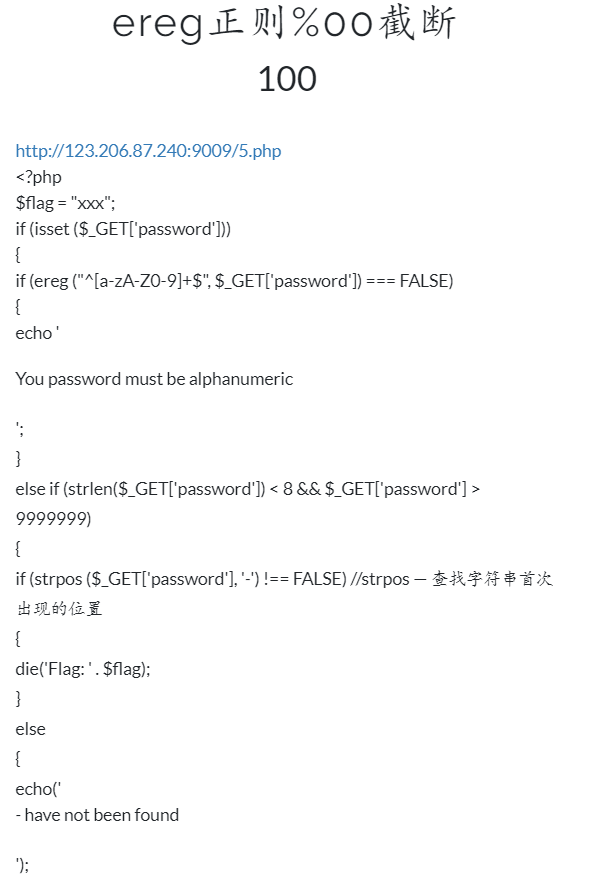 ereg正则%00截断
100
http://123.206.87.240:9009/5.php
<?php
$flag = "xxx";
if (isset ($_GET['password']))
{
if (ereg ("^[a-zA-Z0-9]+$", $_GET['password']) === FALSE)
{
echo '
You password must be alphanumeric
';
}
else if (strlen($_GET['password']) < 8 && $_GET['password'] >
9999999)
{
if (strpos ($_GET['password'], '-') !== FALSE) //strpos — 查找字符串首次
出现的位置
{
die('Flag: ' . $flag);
}
else
{
echo('
- have not been found
');